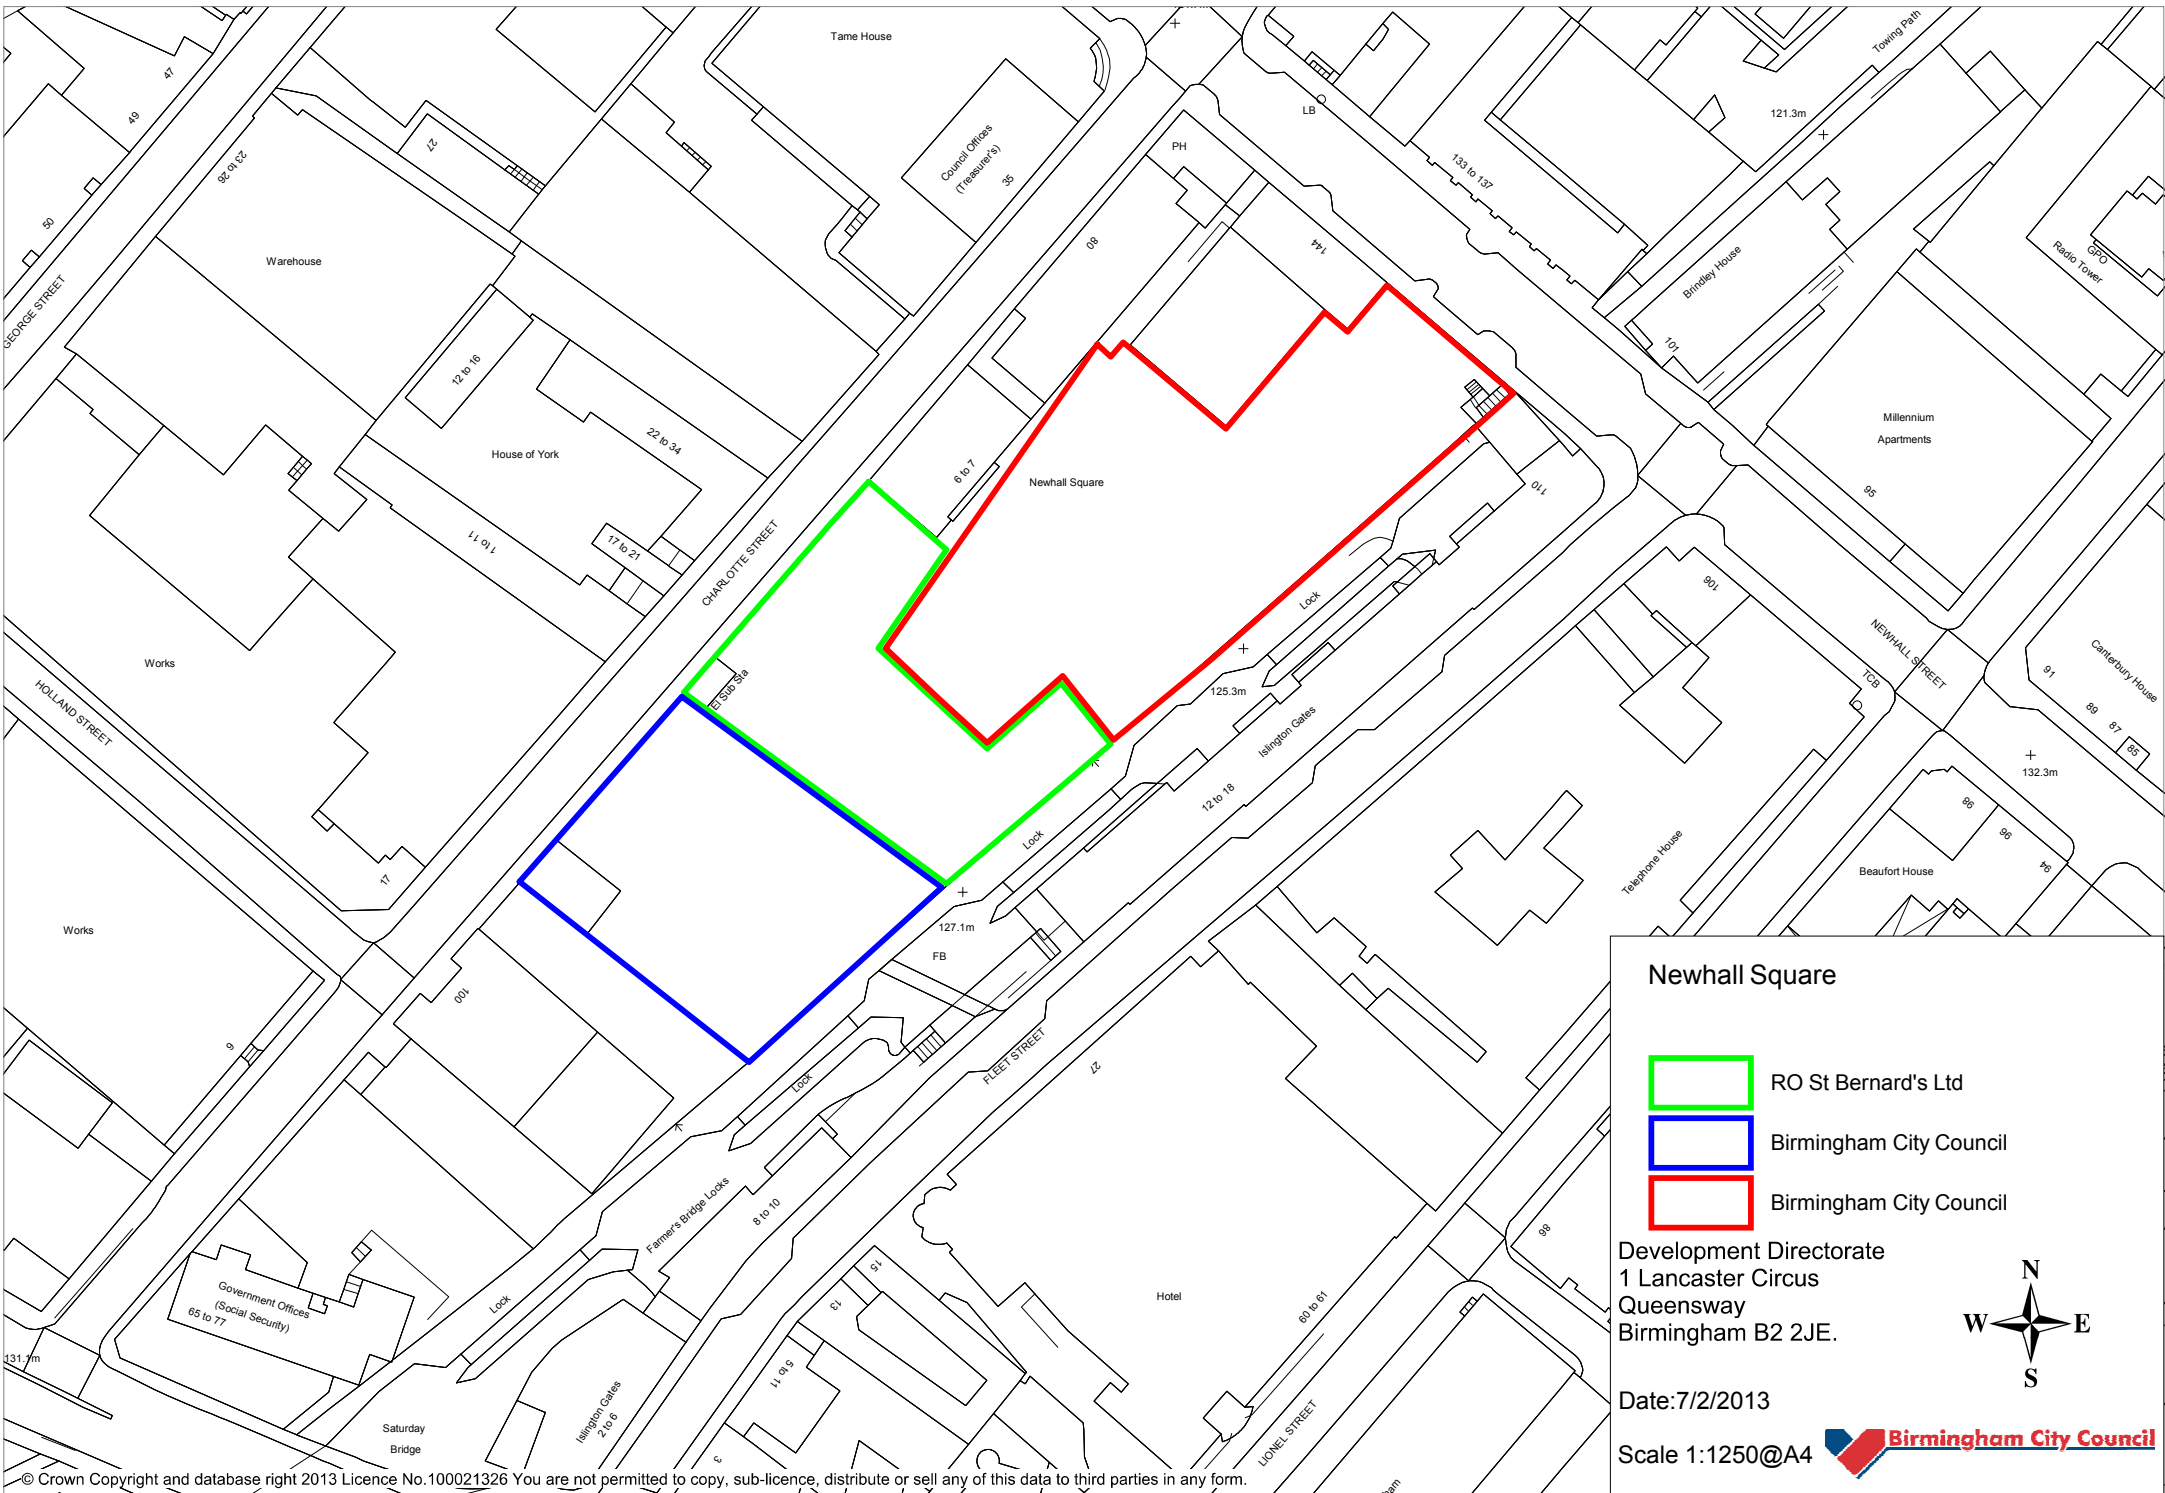 Tame House
Towing Path
47
49
LB
121.3m
27
Council Offices
(Treasurer's)
35
PH
133 to 137
23 to 26
50
80
144
GPO
Radio Tower
Warehouse
Brindley House
GEORGE STREET
101
12 to 16
Millennium
Apartments
22 to 34
House of York
6 to 7
Newhall Square
110
95
11to 11
17 to 21
CHARLOTTE STREET
Lock
106
NEWHALL STREET
Canterbury House
Works
El Sub Sta
TCB
91
89
87
85
HOLLAND STREET
125.3m
Islington Gates
132.3m
12 to 18
98
96
94
Lock
Telephone House
Beaufort House
17
Works
127.1m
FB
100
9
FLEET STREET
27
Lock
Farmer's Bridge Locks
8 to 10
98
Government Offices
(Social Security)
65 to 77
Lock
15
13
Hotel
60 to 61
131.1m
5 to 11
Islington Gates
2 to 6
Saturday
Bridge
3
LIONEL STREET
ham
Newhall Square
RO St Bernard's Ltd
Birmingham City Council
Birmingham City Council
Development Directorate
1 Lancaster Circus
Queensway
Birmingham B2 2JE.
N
W E
S
Date:7/2/2013
Scale 1:1250@A4
Birmingham City Council
© Crown Copyright and database right 2013 Licence No.100021326 You are not permitted to copy, sub-licence, distribute or sell any of this data to third parties in any form.